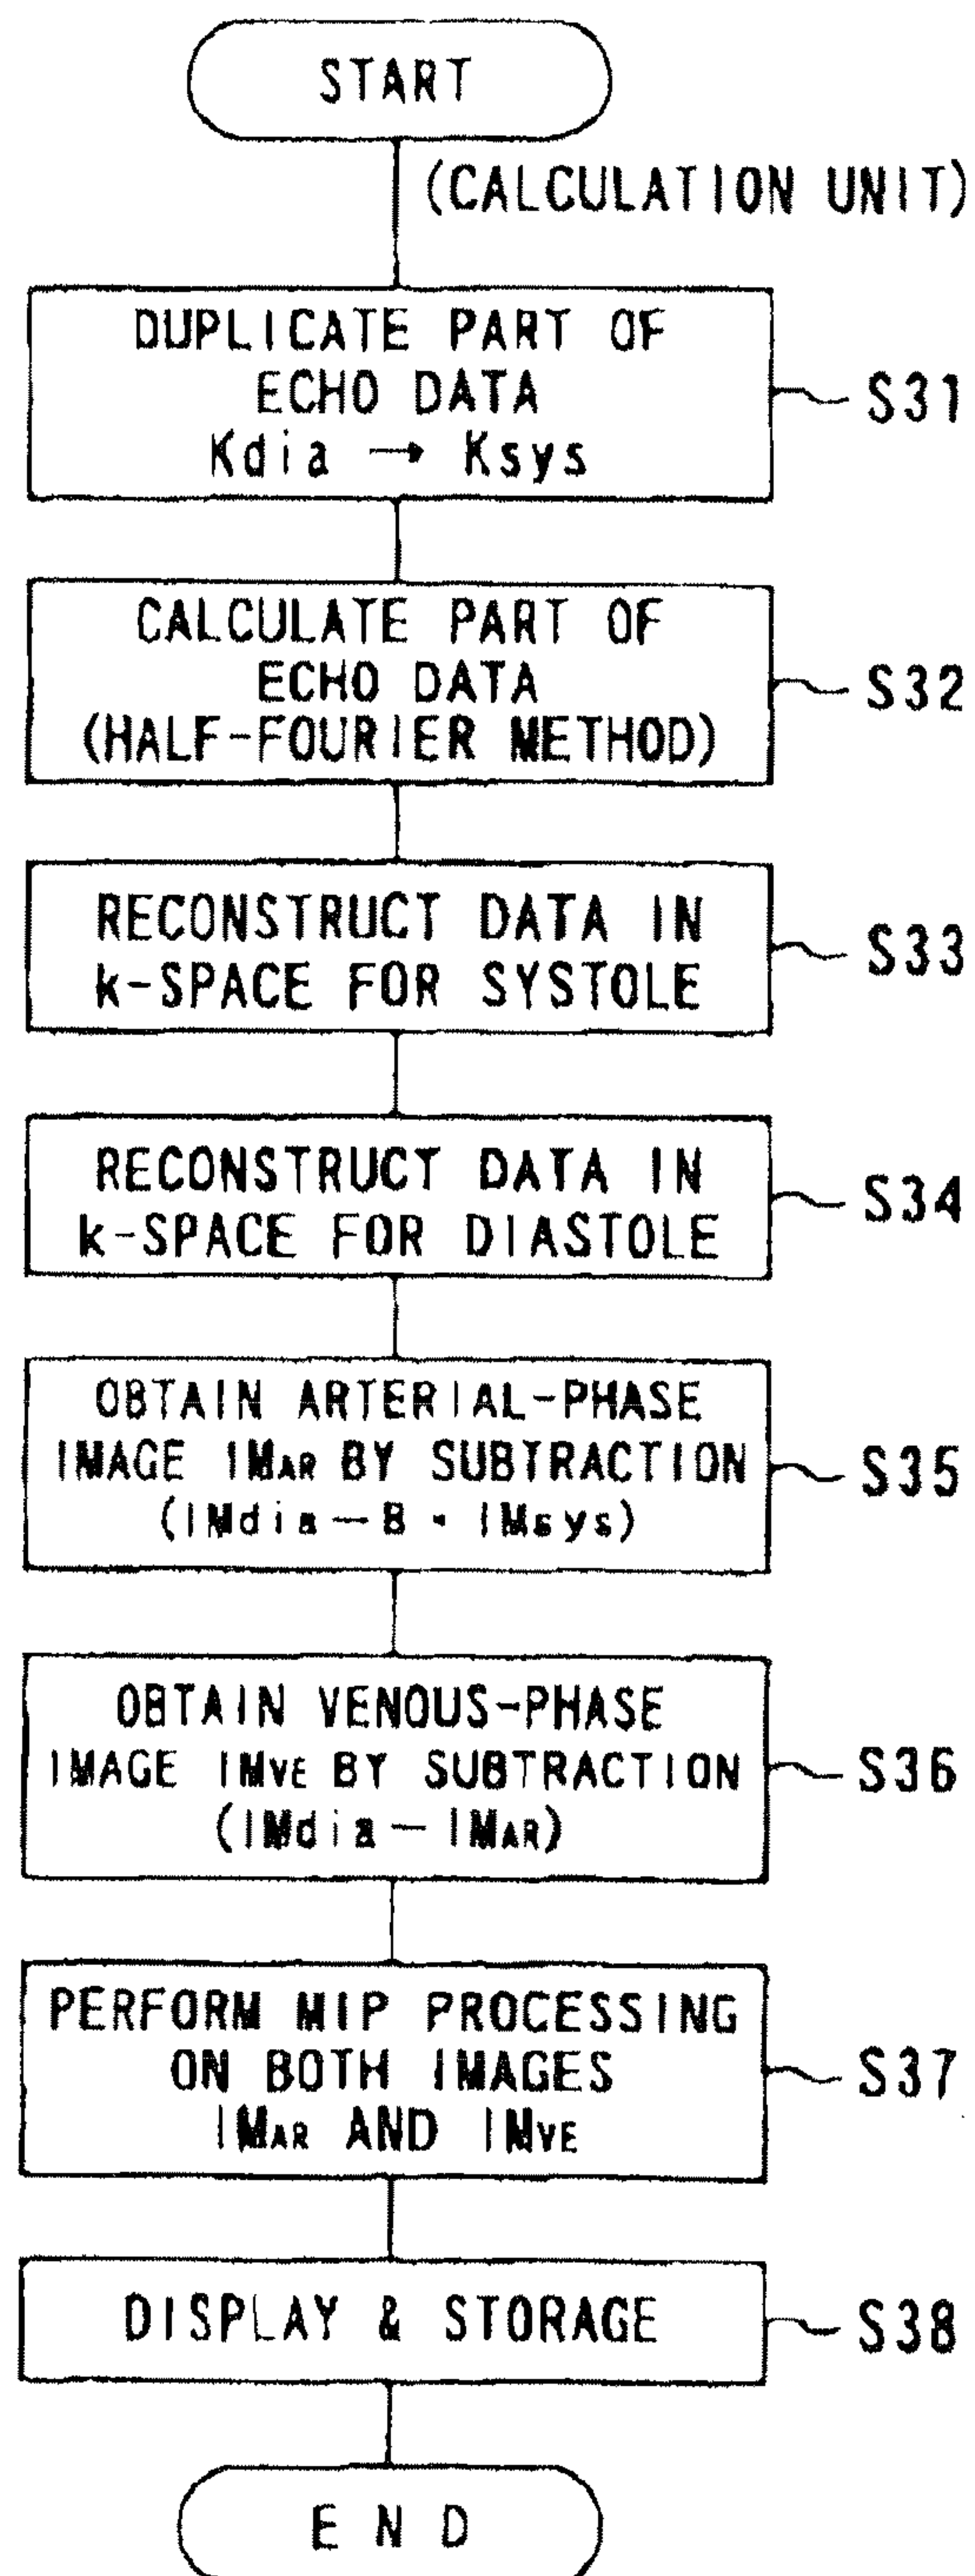 START
(CALCULATION UNIT)
DUPLICATE PART OF
ECHO DATA
Kdia → Ksys
S31
CALCULATE PART OF
ECHO DATA
(HALF-FOURIER METHOD)
S32
RECONSTRUCT DATA IN
k-SPACE FOR SYSTOLE
S33
RECONSTRUCT DATA IN
k-SPACE FOR DIASTOLE
S34
OBTAIN ARTERIAL-PHASE
IMAGE IMAR BY SUBTRACTION
(IMdia－B・IMsys)
S35
OBTAIN VENOUS-PHASE
IMAGE IMVE BY SUBTRACTION
(IMdia－IMAR)
S36
PERFORM MIP PROCESSING
ON BOTH IMAGES
IMAR AND IMVE
S37
DISPLAY & STORAGE
S38
END